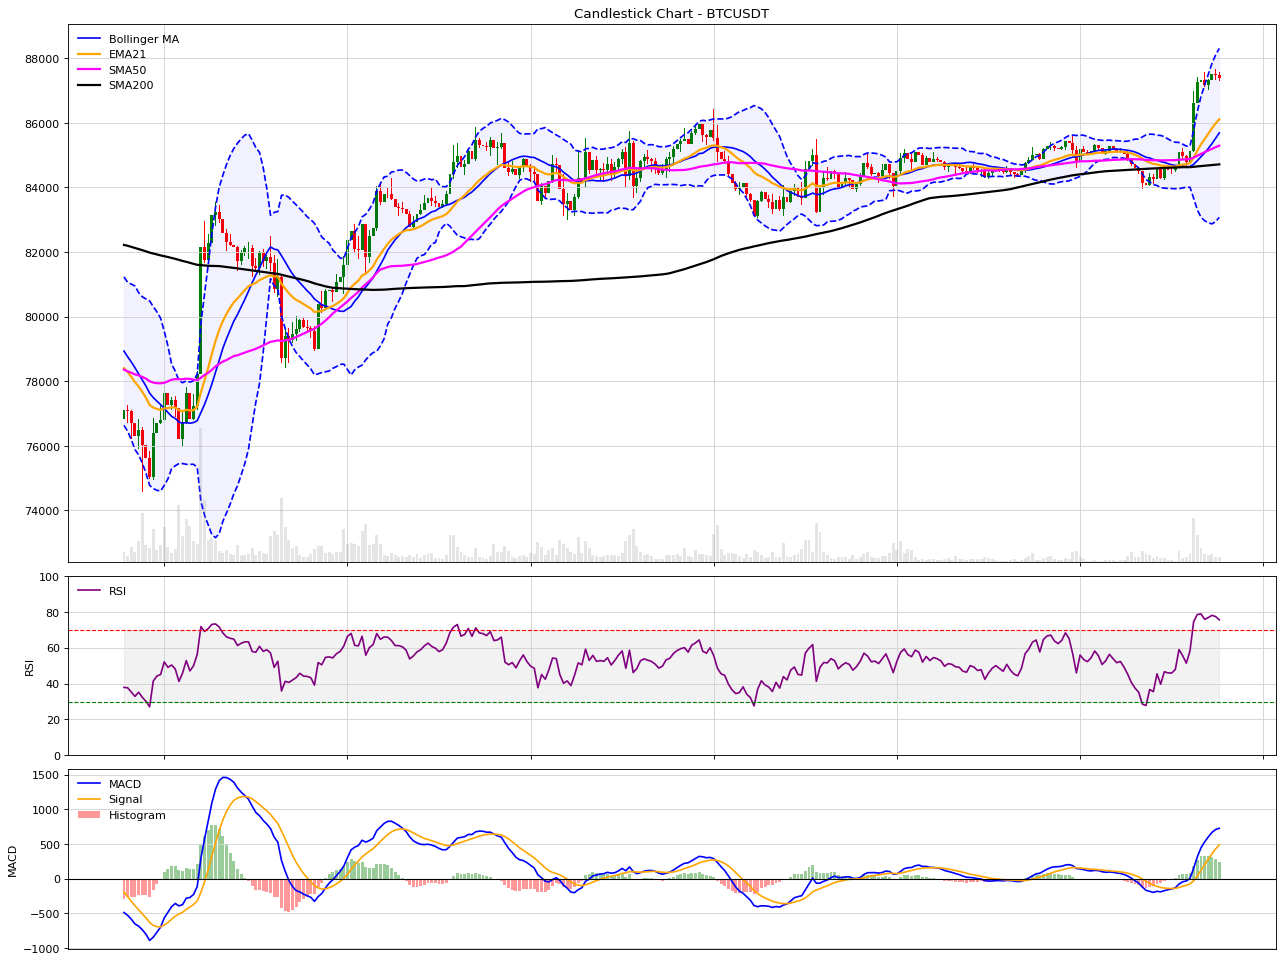 Candlestick Chart - BTCUSDT
Bollinger MA
EMA21
SMA50
SMA200
88000
86000
84000
82000
80000
78000
76000
74000
RSI
100
80
60
40
20
0
RSI
MACD
Signal
Histogram
1500
1000
500
0
−500
−1000
MACD